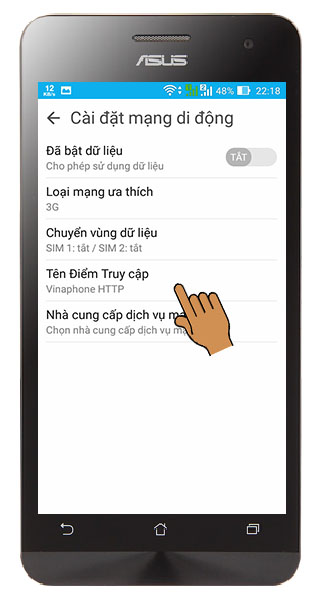 ASUS
12
KB/s
2
48%
22:18
Cài đặt mạng di động
Đã bật dữ liệu
Cho phép sử dụng dữ liệu
TẮT
Loại mạng ưa thích
3G
Chuyển vùng dữ liệu
SIM 1: tắt / SIM 2: tắt
Tên Điểm Truy cập
Vinaphone HTTP
Nhà cung cấp dịch vụ
Chọn nhà cung cấp dịch vụ